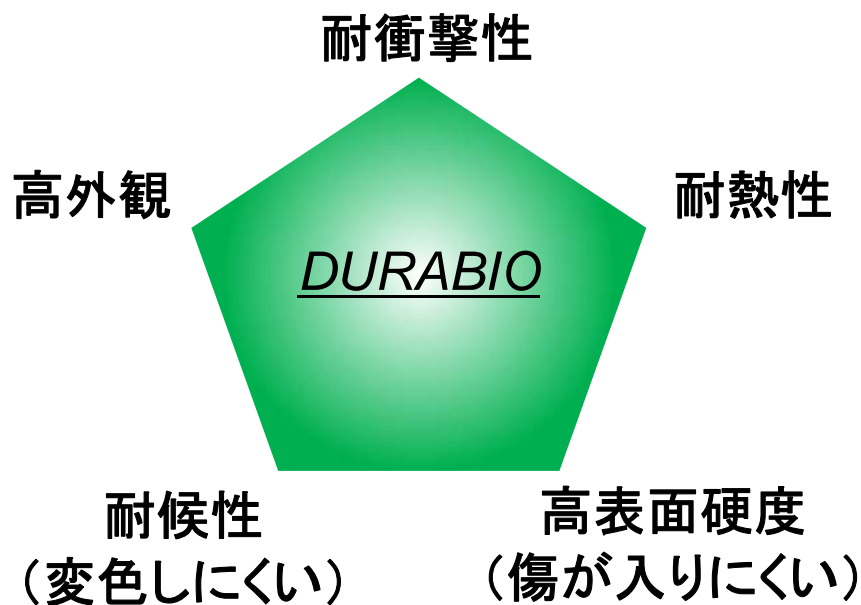 耐衝撃性
高外観
耐熱性
DURABIO
耐候性
（変色しにくい）
高表面硬度
（傷が入りにくい）